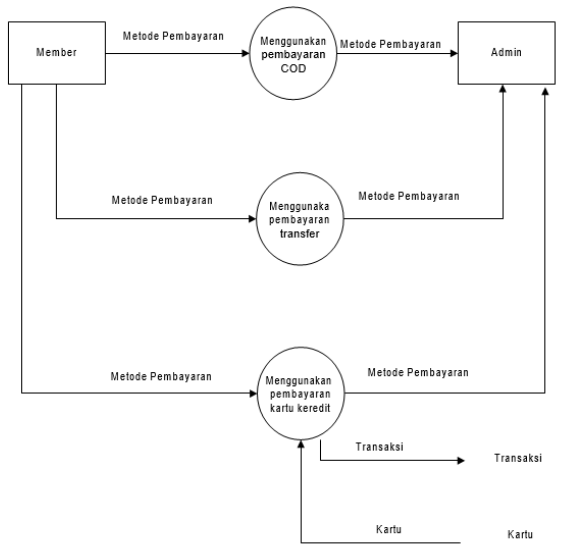 Member
Metode Pembayaran
Menggunakan
pembayaran
COD
Metode Pembayaran
Admin
Metode Pembayaran
Menggunaka
pembayaran
transfer
Metode Pembayaran
Metode Pembayaran
Menggunakan
pembayaran
kartu keredit
Metode Pembayaran
Transaksi
Transaksi
Kartu
Kartu